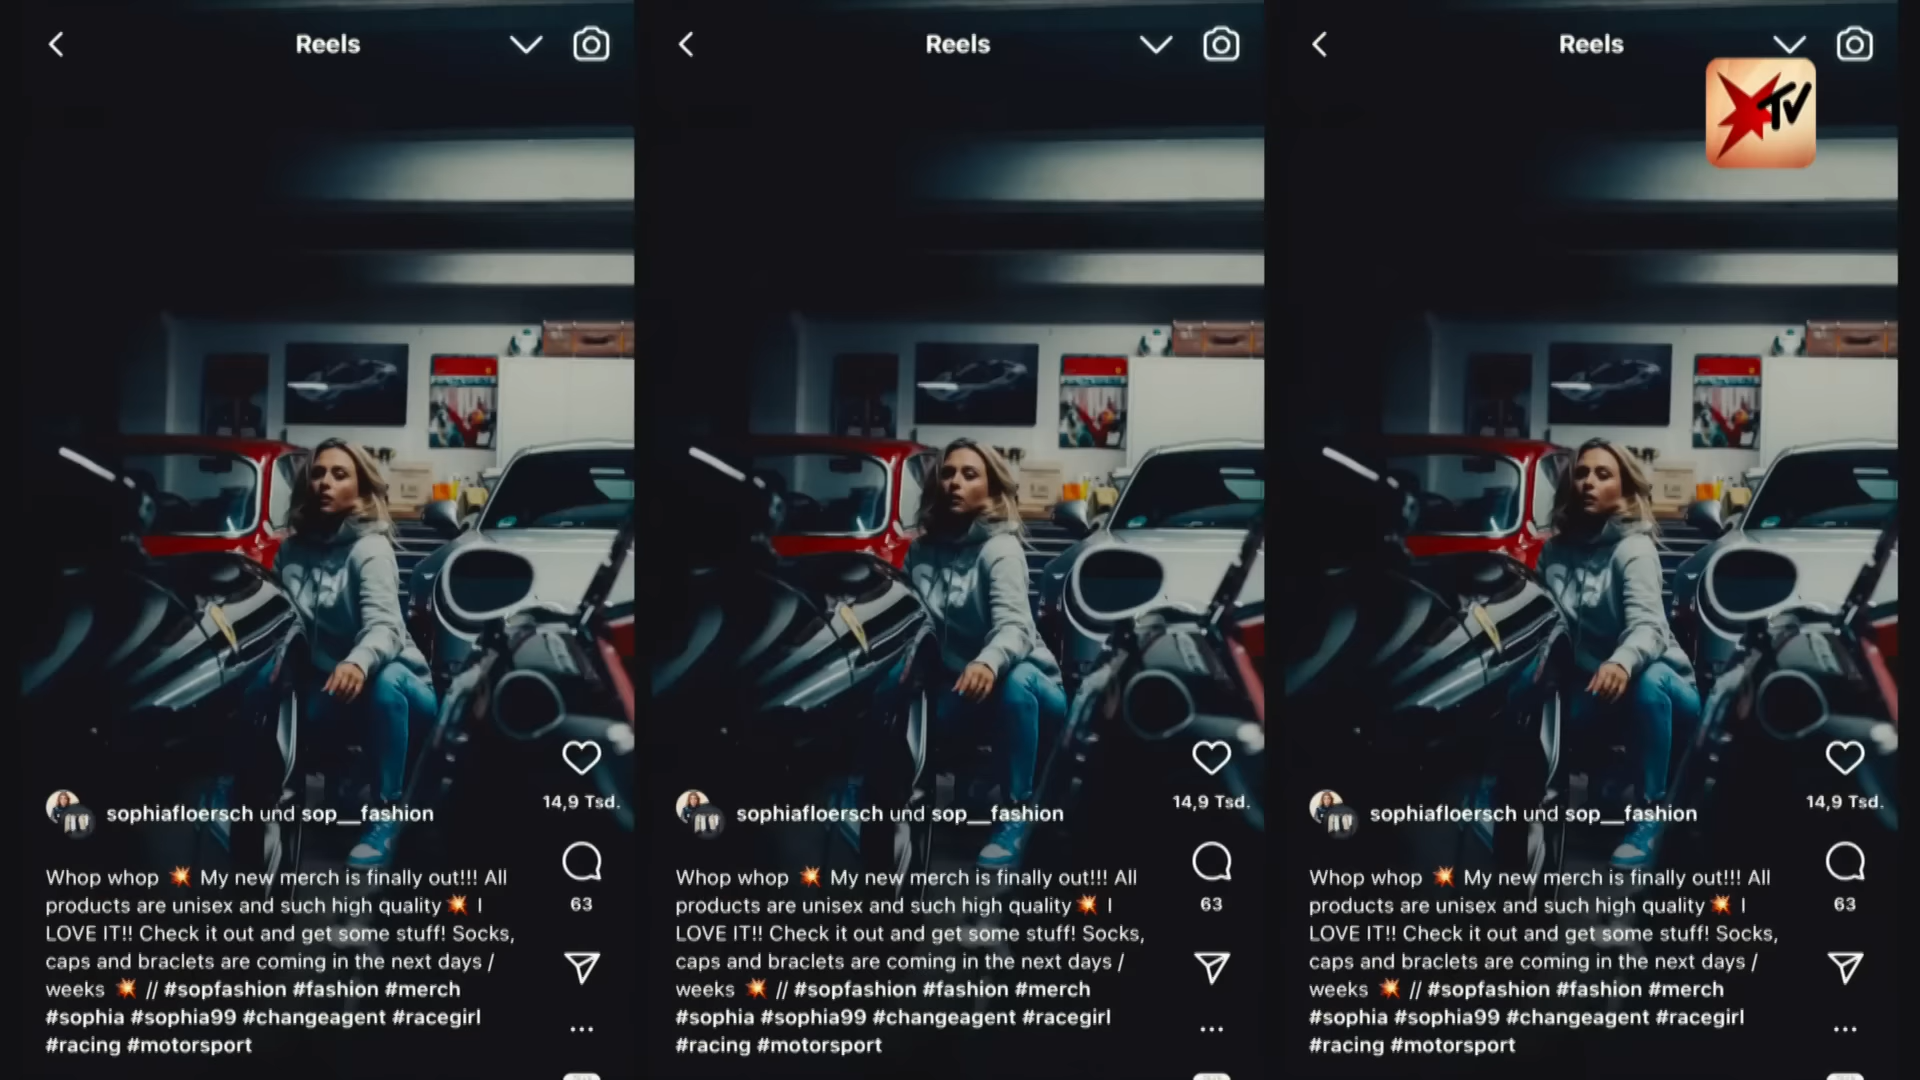 Reels
sophiafloersch und sop__fashion
14,9 Tsd.
Whop whop 💥 My new merch is finally out!!! All
products are unisex and such high quality 💥 I
LOVE IT!! Check it out and get some stuff! Socks,
caps and braclets are coming in the next days /
weeks 💥 // #sopfashion #fashion #merch
#sophia #sophia99 #changeagent #racegirl
#racing #motorsport
63
Reels
sophiafloersch und sop__fashion
14,9 Tsd.
Whop whop 💥 My new merch is finally out!!! All
products are unisex and such high quality 💥 I
LOVE IT!! Check it out and get some stuff! Socks,
caps and braclets are coming in the next days /
weeks 💥 // #sopfashion #fashion #merch
#sophia #sophia99 #changeagent #racegirl
#racing #motorsport
63
Reels
TV
sophiafloersch und sop__fashion
14,9 Tsd.
Whop whop 💥 My new merch is finally out!!! All
products are unisex and such high quality 💥 I
LOVE IT!! Check it out and get some stuff! Socks,
caps and braclets are coming in the next days /
weeks 💥 // #sopfashion #fashion #merch
#sophia #sophia99 #changeagent #racegirl
#racing #motorsport
63